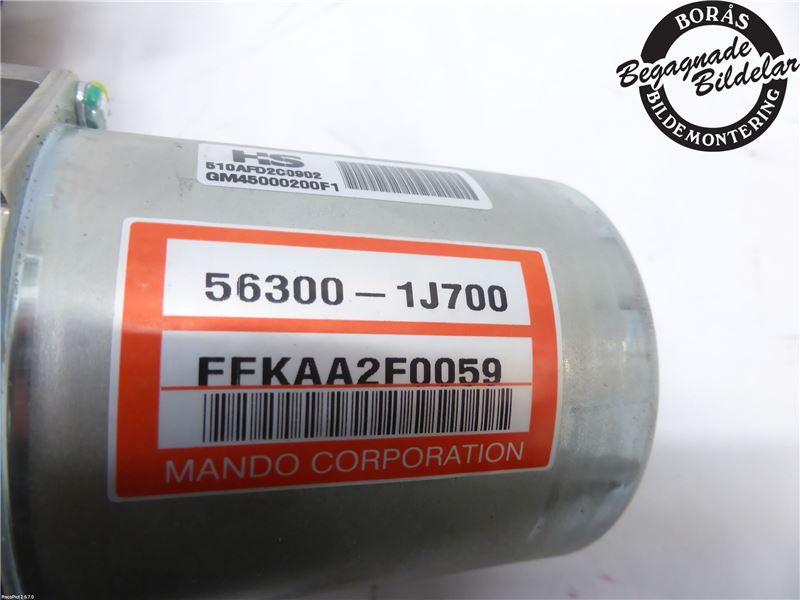 BORÅS
Begagnade
Bildelar
BILDEMONTERING
HS
510AFD2C0902
GM45000200F1
56300-1J700
FFKAA2F0059
MANDO CORPORATION